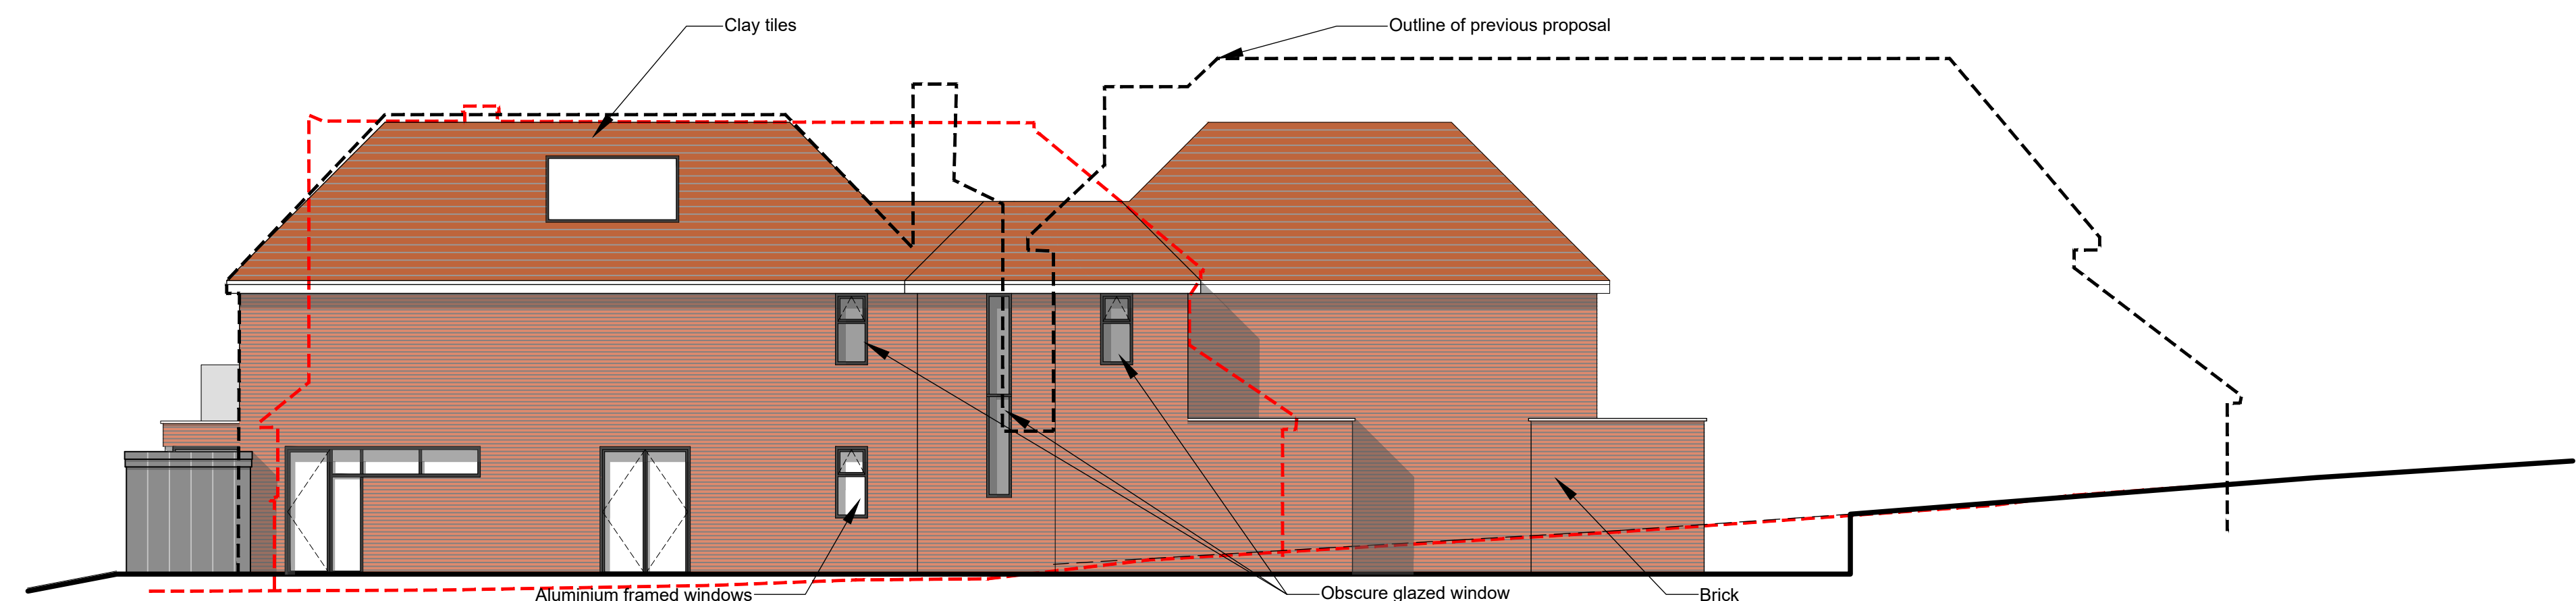 Clay tiles
Outline of previous proposal
Aluminium framed windows
Obscure glazed window
Brick